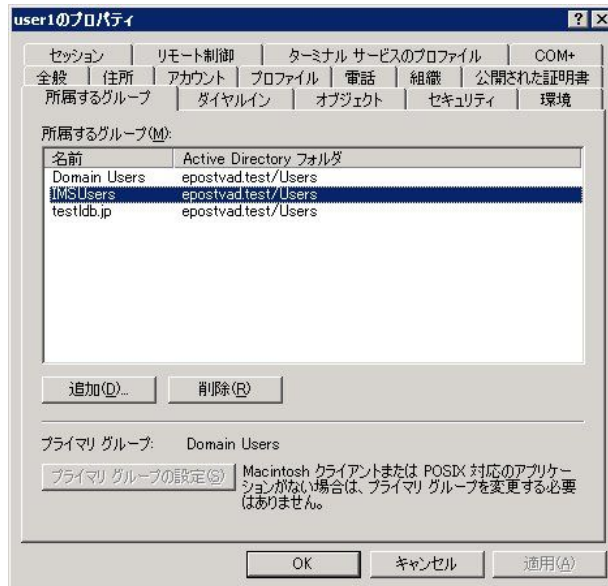 user1のプロパティ
セッション リモート制御 ターミナル サービスのプロファイル COM+
全般 住所 アカウント プロファイル 電話 組織 公開された証明書
所属するグループ ダイヤルイン オブジェクト セキュリティ 環境
所属するグループ(M):
名前 Active Directory フォルダ
Domain Users epostvad.test/Users
IMSUsers epostvad.test/Users
testldb.jp epostvad.test/Users
追加(D)... 削除(R)
プライマリ グループ: Domain Users
プライマリ グループの設定(S)
Macintosh クライアントまたは POSIX 対応のアプリケー
ションがない場合は、プライマリ グループを変更する必要
はありません。
OK キャンセル 適用(A)